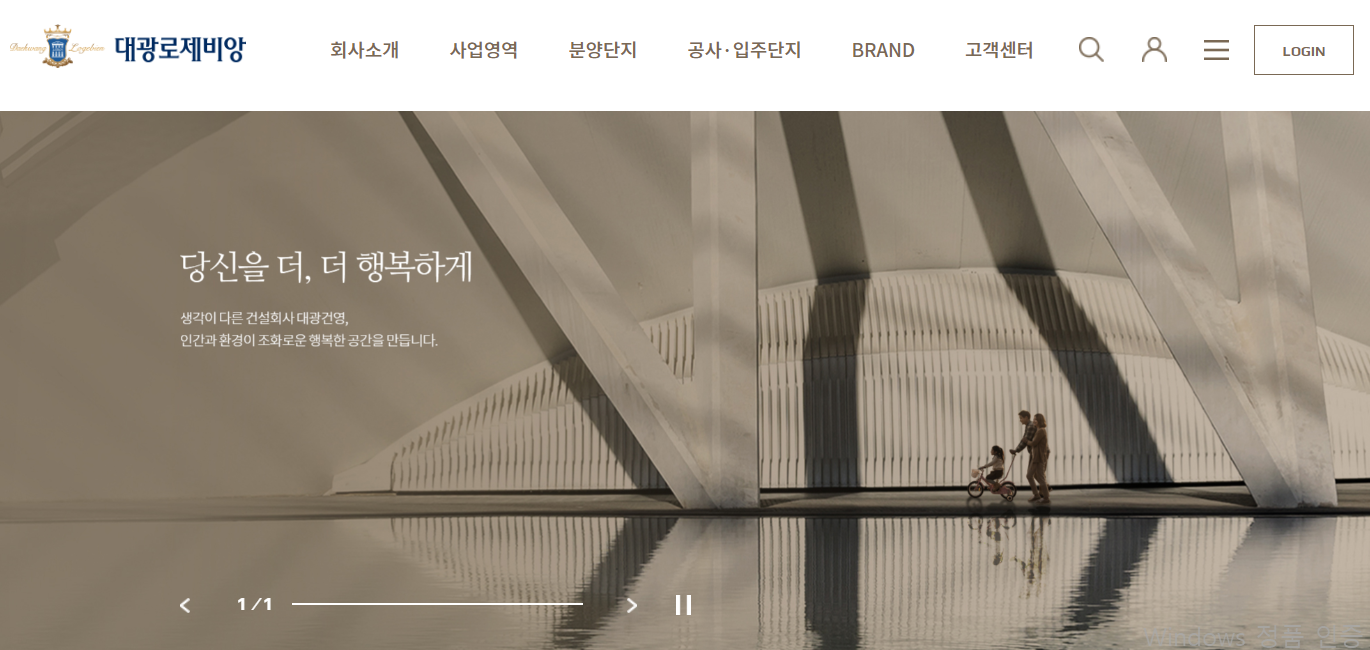 Daekwang Logebien 대광로제비앙
회사소개 사업영역 분양단지 공사·입주단지 BRAND 고객센터 LOGIN
당신을 더, 더 행복하게
생각이 다른 건설회사 대광건영,
인간과 환경이 조화로운 행복한 공간을 만듭니다.
1/1
Windows 정품 인증